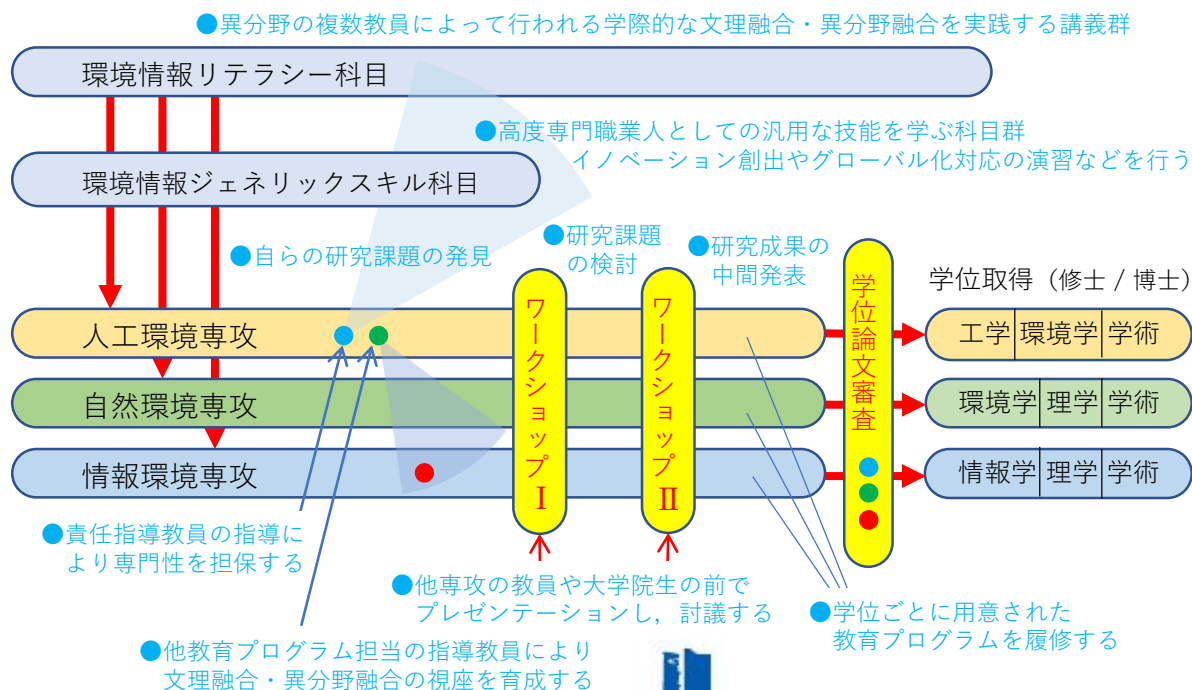 ●異分野の複数教員によって行われる学際的な文理融合・異分野融合を実践する講義群
環境情報リテラシー科目
●高度専門職業人としての汎用な技能を学ぶ科目群
イノベーション創出やグローバル化対応の演習などを行う
環境情報ジェネリックスキル科目
●自らの研究課題の発見
●研究課題
の検討
●研究成果の
中間発表
学位取得（修士 / 博士）
人工環境専攻
自然環境専攻
情報環境専攻
ワークショップⅠ
ワークショップⅡ
学位論文審査
工学 環境学 学術
環境学 理学 学術
情報学 理学 学術
●責任指導教員の指導に
より専門性を担保する
●他専攻の教員や大学院生の前で
プレゼンテーションし，討議する
●学位ごとに用意された
教育プログラムを履修する
●他教育プログラム担当の指導教員により
文理融合・異分野融合の視座を育成する